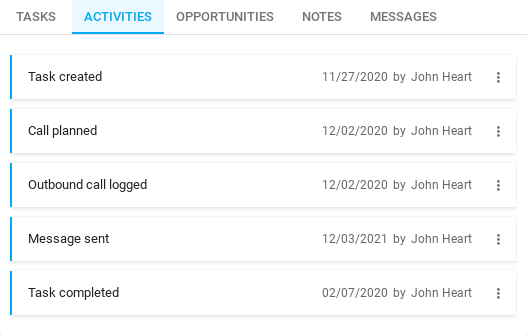 TASKS ACTIVITIES OPPORTUNITIES NOTES MESSAGES
Task created 11/27/2020 by John Heart
Call planned 12/02/2020 by John Heart
Outbound call logged 12/02/2020 by John Heart
Message sent 12/03/2021 by John Heart
Task completed 02/07/2020 by John Heart